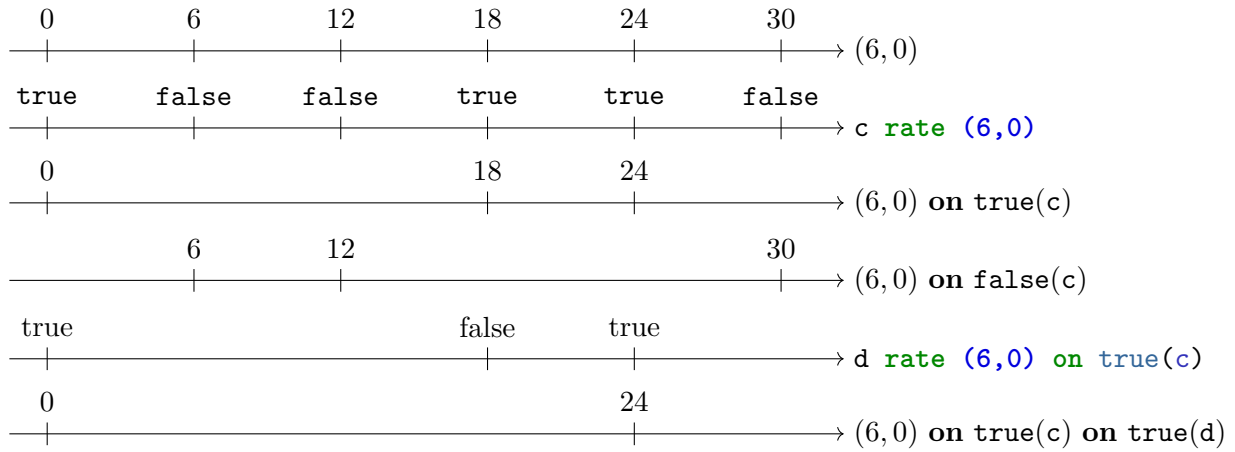 0 6 12 18 24 30
(6, 0)
true false false true true false
c rate (6,0)
0 18 24
(6, 0) on true(c)
6 12 30
(6, 0) on false(c)
true false true
d rate (6,0) on true(c)
0 24
(6, 0) on true(c) on true(d)